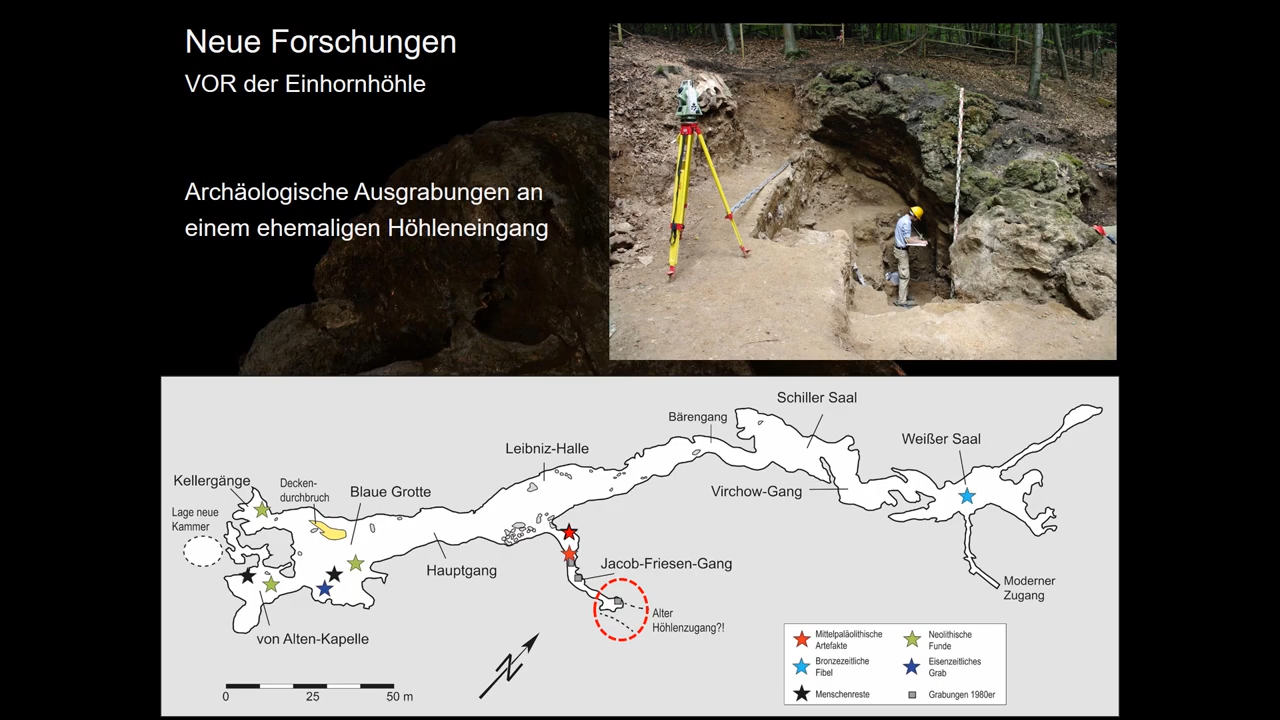 Neue Forschungen
VOR der Einhornhöhle
Archäologische Ausgrabungen an
einem ehemaligen Höhleneingang
Schiller Saal
Bärengang
Weißer Saal
Leibniz-Halle
Kellergänge
Decken-
durchbruch
Blaue Grotte
Virchow-Gang
Lage neue
Kammer
Hauptgang
Jacob-Friesen-Gang
Moderner
Zugang
Alter
Höhlenzugang?!
von Alten-Kapelle
N
0 25 50 m
Mittelpaläolithische
Artefakte
Neolithische
Funde
Bronzezeitliche
Fibel
Eisenzeitliches
Grab
Menschenreste
Grabungen 1980er